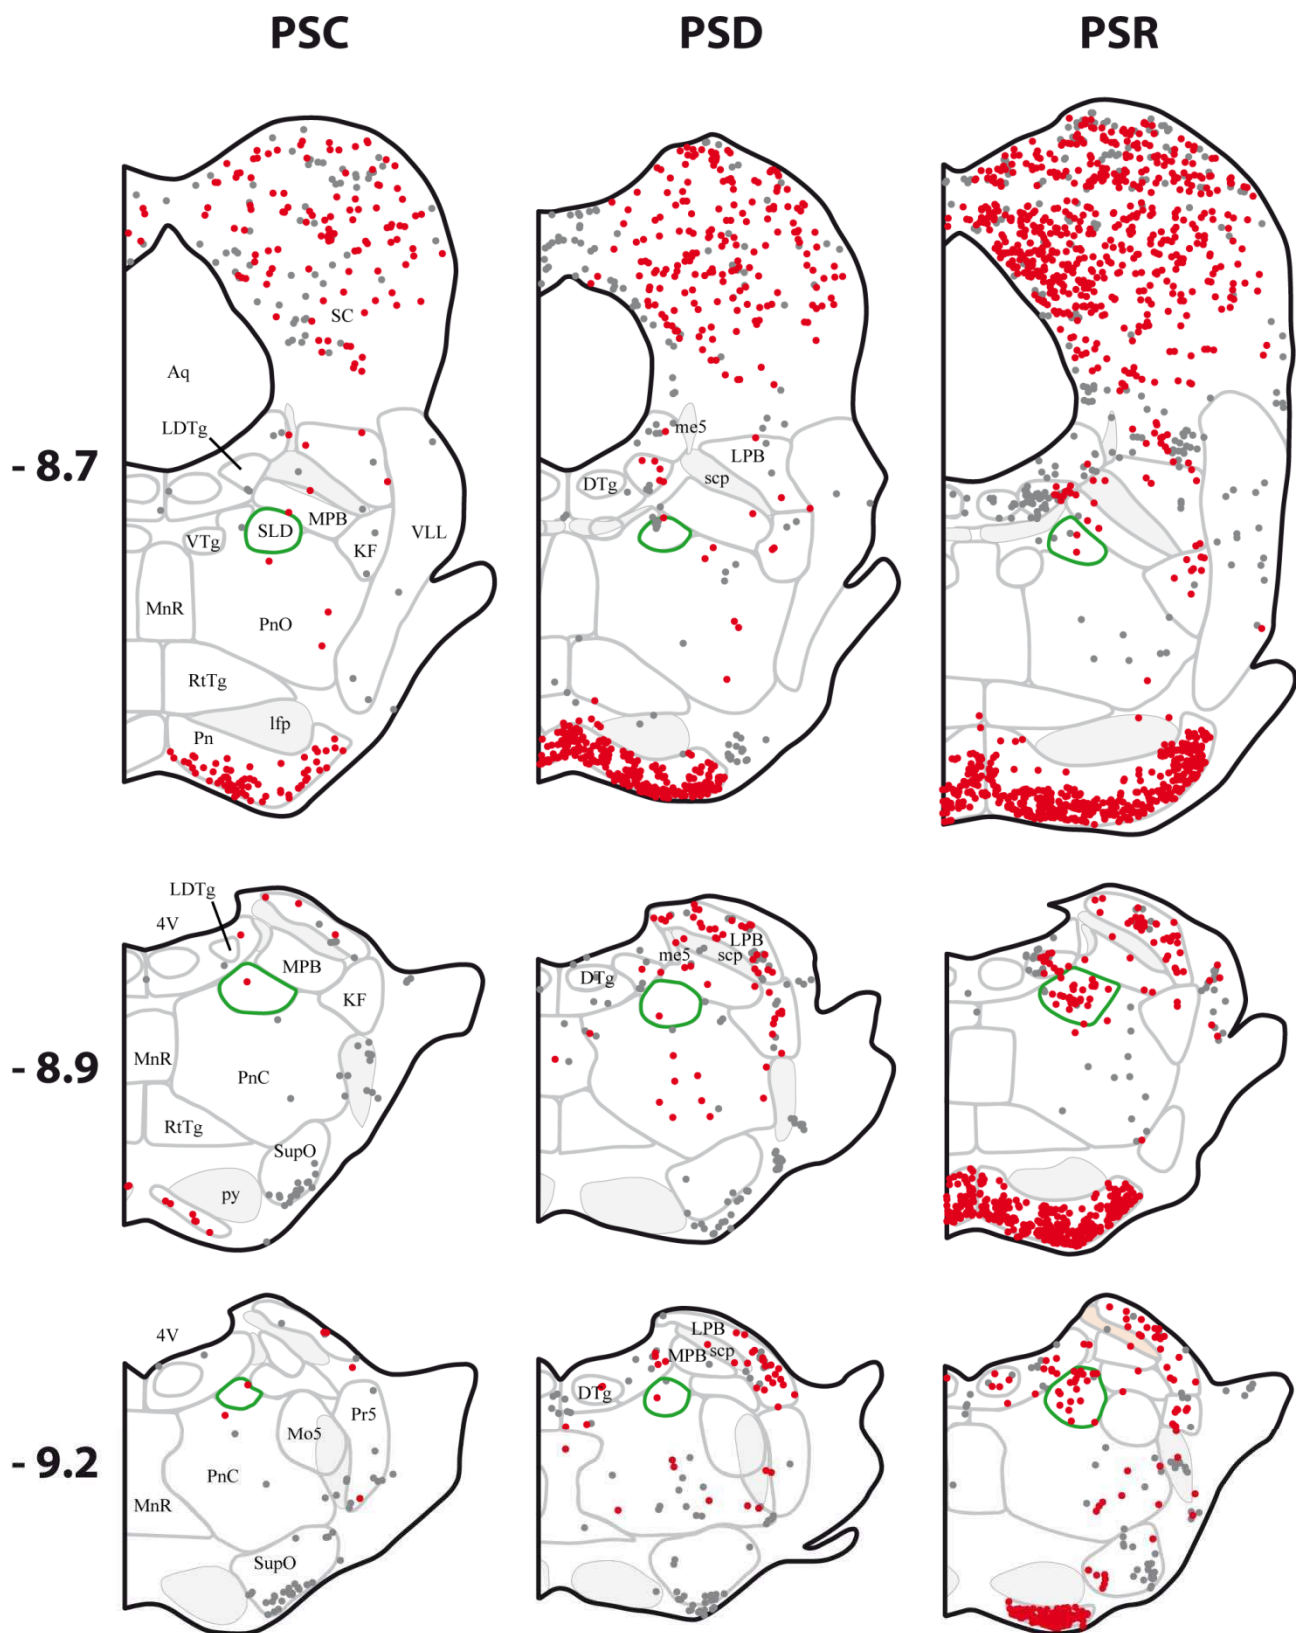 PSC PSD PSR
SC
Aq
LDTg
me5
LPB
- 8.7
DTg
scp
SLD
MPB
VTg
KF
VLL
MnR
PnO
RtTg
lfp
Pn
LDTg
4V
LPB
me5
scp
MPB
DTg
KF
MnR
- 8.9
PnC
RtTg
SupO
py
4V
LPB
MPB
scp
DTg
Pr5
Mo5
- 9.2
PnC
MnR
SupO